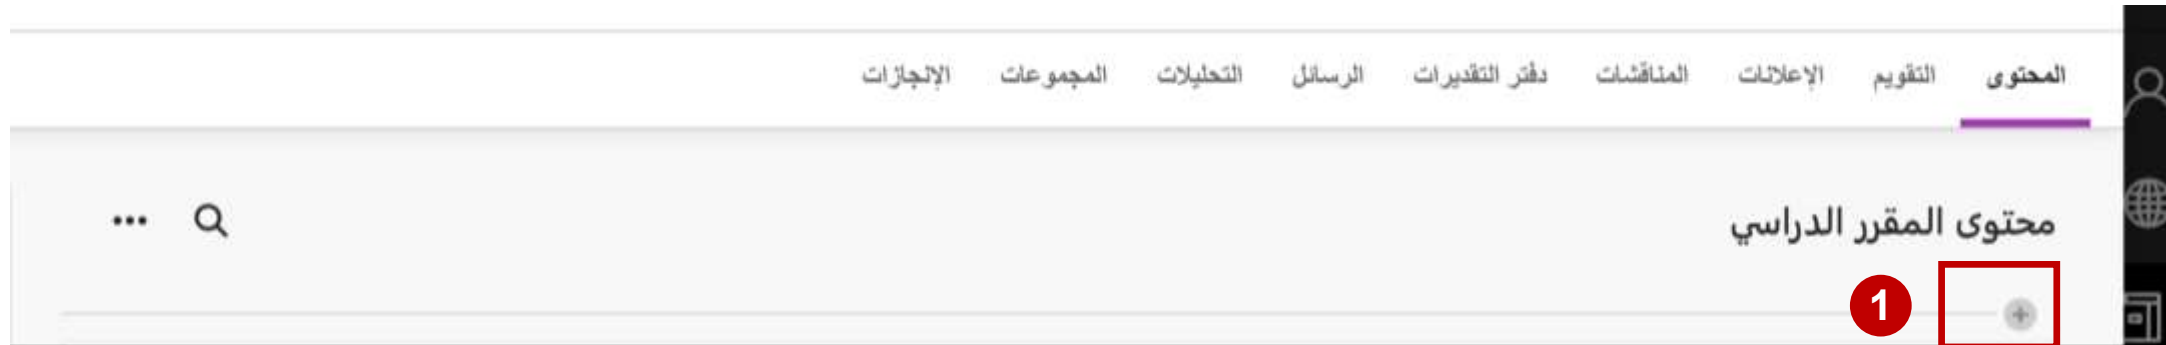 المحتوى التقويم الإعلانات المناقشات دفتر التقديرات الرسائل التحليلات المجموعات الإنجازات
محتوى المقرر الدراسي
1